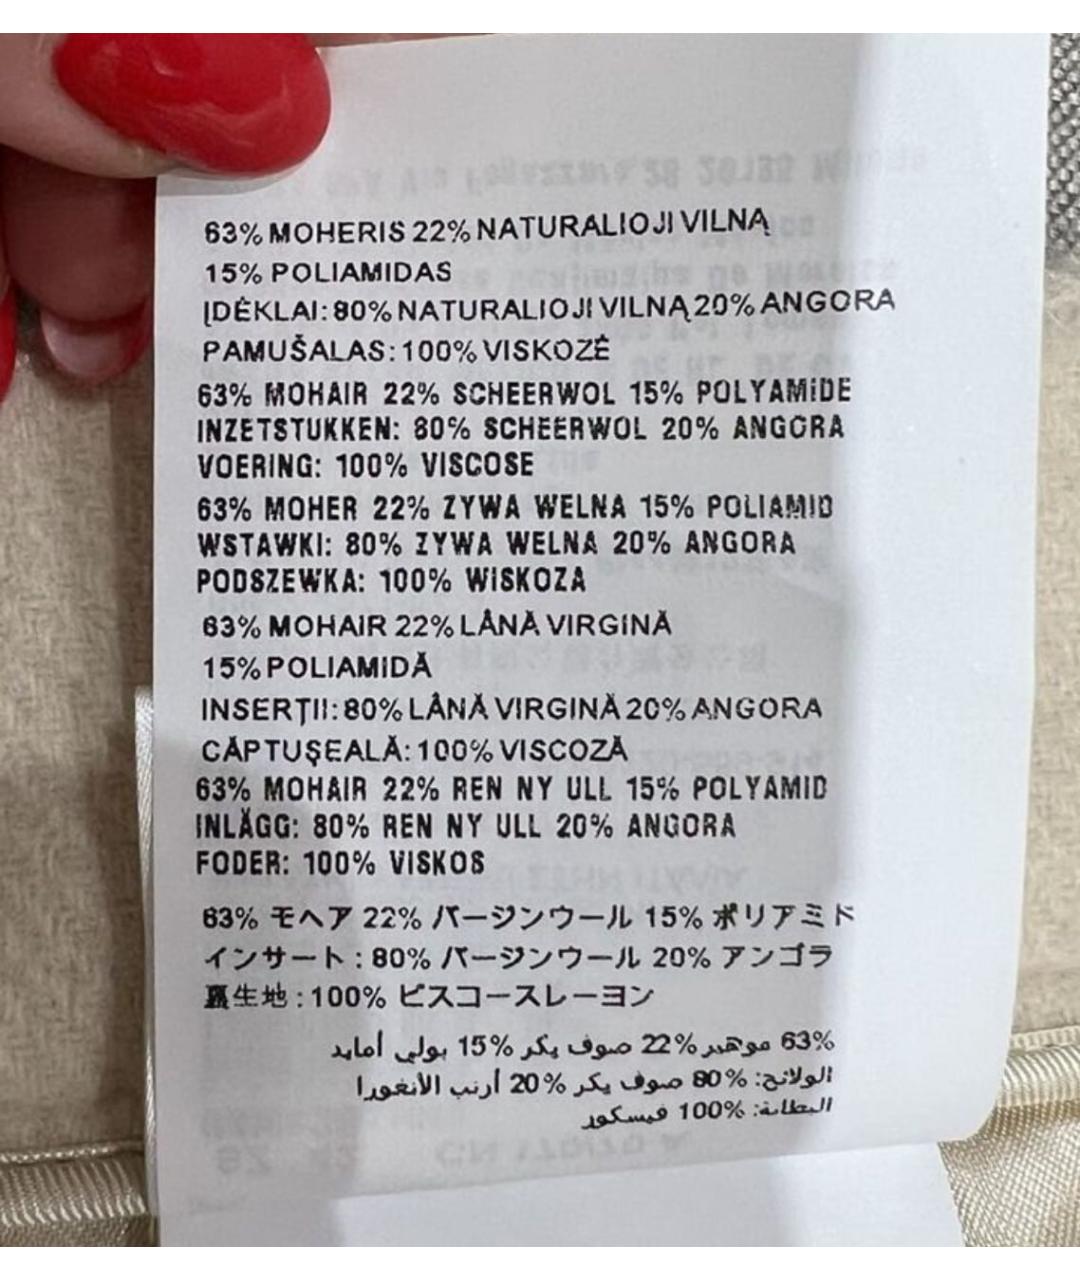 63% MOHERIS 22% NATURALIOJI VILNĄ
15% POLIAMIDAS
ĮDĖKLAI: 80% NATURALIOJI VILNĄ 20% ANGORA
PAMUŠALAS: 100% VISKOZĖ
63% MOHAIR 22% SCHEERWOL 15% POLYAMIDE
INZETSTUKKEN: 80% SCHEERWOL 20% ANGORA
VOERING: 100% VISCOSE
63% MOHER 22% ZYWA WELNA 15% POLIAMID
WSTAWKI: 80% ZYWA WELNA 20% ANGORA
PODSZEWKA: 100% WISKOZA
63% MOHAIR 22% LÂNĂ VIRGINĂ
15% POLIAMIDĂ
INSERȚII: 80% LÂNĂ VIRGINĂ 20% ANGORA
CĂPTUȘEALĂ: 100% VISCOZĂ
63% MOHAIR 22% REN NY ULL 15% POLYAMID
INLÄGG: 80% REN NY ULL 20% ANGORA
FODER: 100% VISKOS
63% モヘア 22% バージンウール 15% ポリアミド
インサート : 80% バージンウール 20% アンゴラ
裏生地 : 100% ビスコースレーヨン
63% موهير 22% صوف بكر 15% بولي أمايد
الولائج: 80% صوف بكر 20% أرنب الأنغورا
البطانة: 100% فيسكور